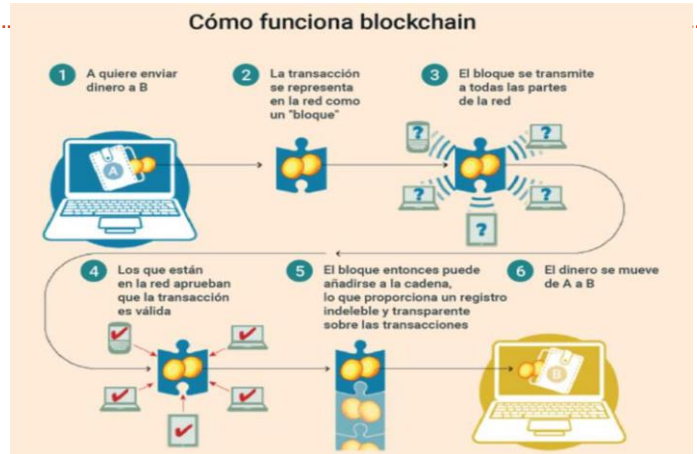 Cómo funciona blockchain
1
A quiere enviar
dinero a B
2
La transacción
se representa
en la red como
un "bloque"
3
El bloque se transmite
a todas las partes
de la red
A
?
?
?
?
?
4
Los que están
en la red aprueban
que la transacción
es válida
5
El bloque entonces puede
añadirse a la cadena,
lo que proporciona un registro
indeleble y transparente
sobre las transacciones
6
El dinero se mueve
de A a B
B